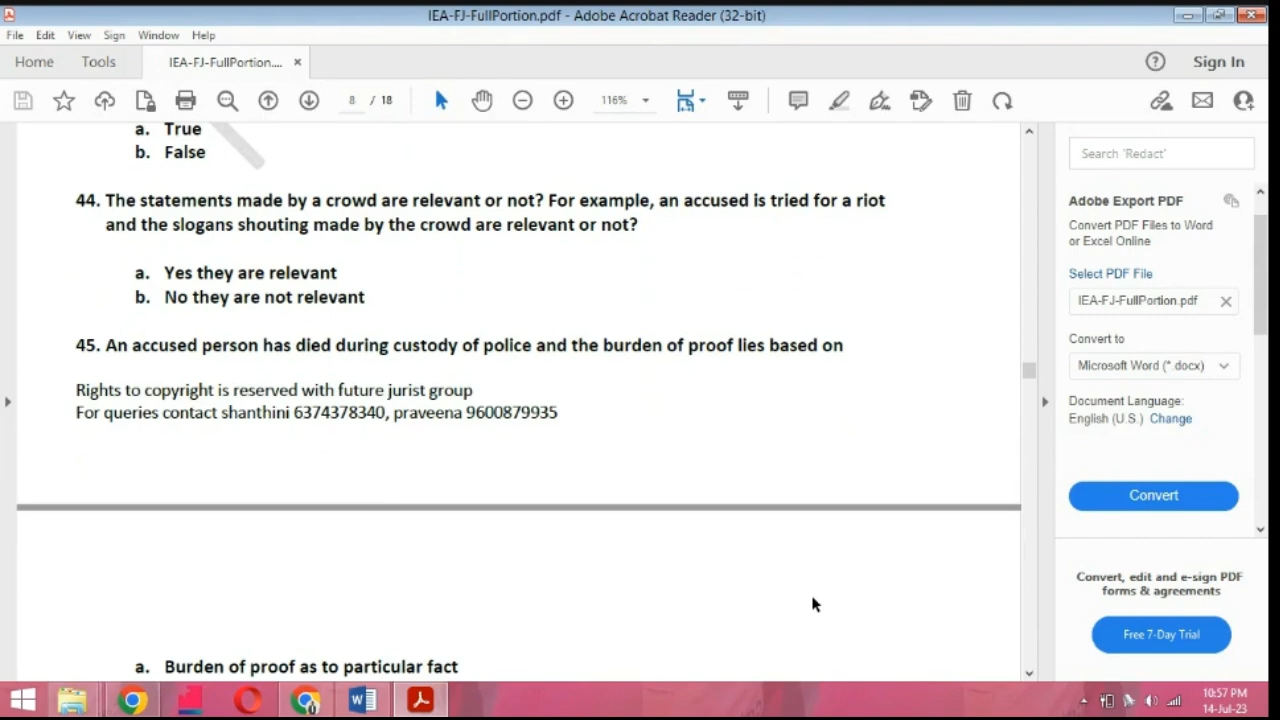 IEA-FJ-FullPortion.pdf - Adobe Acrobat Reader (32-bit)
File Edit View Sign Window Help
Home Tools IEA-FJ-FullPortion.... × Sign In
8 / 18 116%
a. True
b. False
44. The statements made by a crowd are relevant or not? For example, an accused is tried for a riot
and the slogans shouting made by the crowd are relevant or not?
a. Yes they are relevant
b. No they are not relevant
45. An accused person has died during custody of police and the burden of proof lies based on
Rights to copyright is reserved with future jurist group
For queries contact shanthini 6374378340, praveena 9600879935
a. Burden of proof as to particular fact
Search 'Redact'
Adobe Export PDF
Convert PDF Files to Word
or Excel Online
Select PDF File
IEA-FJ-FullPortion.pdf
Convert to
Microsoft Word (*.docx)
Document Language:
English (U.S.) Change
Convert
Convert, edit and e-sign PDF
forms & agreements
Free 7-Day Trial
10:57 PM
14-Jul-23